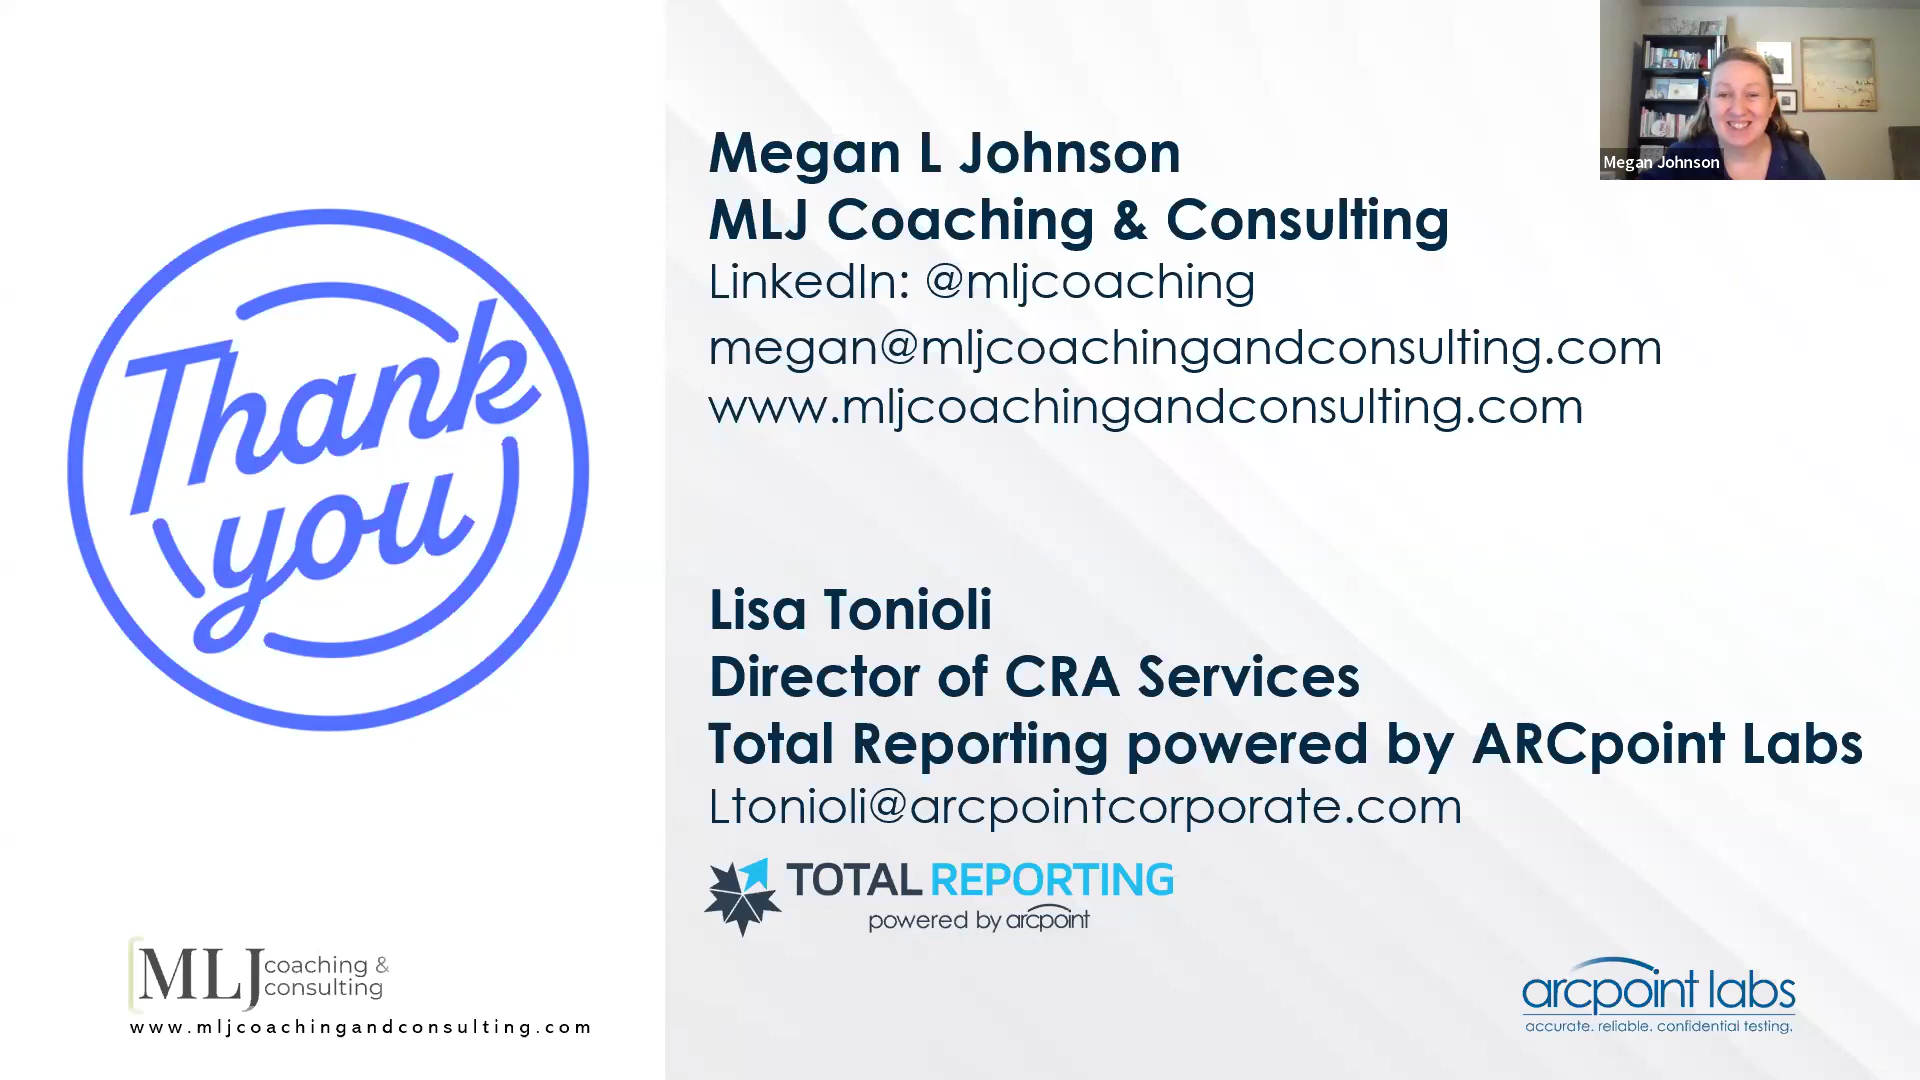 Thank
you
MLJ coaching &
consulting
www.mljcoachingandconsulting.com
Megan L Johnson
MLJ Coaching & Consulting
LinkedIn: @mljcoaching
megan@mljcoachingandconsulting.com
www.mljcoachingandconsulting.com
Lisa Tonioli
Director of CRA Services
Total Reporting powered by ARCpoint Labs
Ltonioli@arcpointcorporate.com
TOTAL REPORTING
powered by arcpoint
arcpoint labs
accurate. reliable. confidential testing.
Megan Johnson